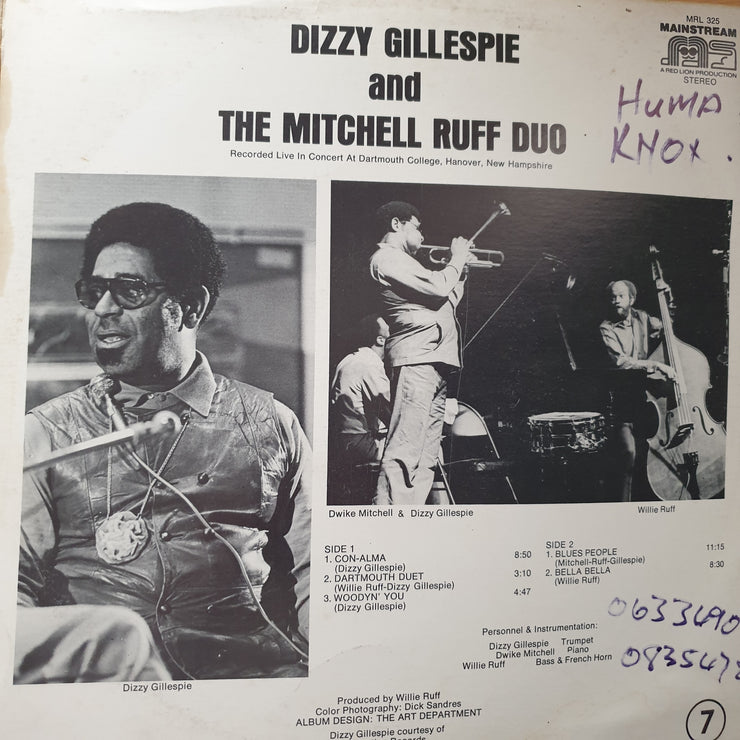 MRL 325
MAINSTREAM
A RED LION PRODUCTION
STEREO
DIZZY GILLESPIE
and
THE MITCHELL RUFF DUO
Recorded Live In Concert At Dartmouth College, Hanover, New Hampshire
HUMA
KNOX.
Dwike Mitchell & Dizzy Gillespie
Willie Ruff
SIDE 1
1. CON-ALMA 8:50
(Dizzy Gillespie)
2. DARTMOUTH DUET 3:10
(Willie Ruff-Dizzy Gillespie)
3. WOODYN' YOU 4:47
(Dizzy Gillespie)
SIDE 2
1. BLUES PEOPLE 11:15
(Mitchell-Ruff-Gillespie)
2. BELLA BELLA 8:30
(Willie Ruff)
Personnel & Instrumentation:
Dizzy Gillespie Trumpet
Dwike Mitchell Piano
Willie Ruff Bass & French Horn
0633490
083547
Dizzy Gillespie
Produced by Willie Ruff
Color Photography: Dick Sandres
ALBUM DESIGN: THE ART DEPARTMENT
Dizzy Gillespie courtesy of
Records
7